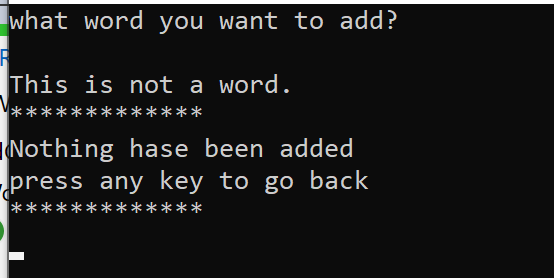 what word you want to add?
This is not a word.
*************
Nothing hase been added
press any key to go back
*************